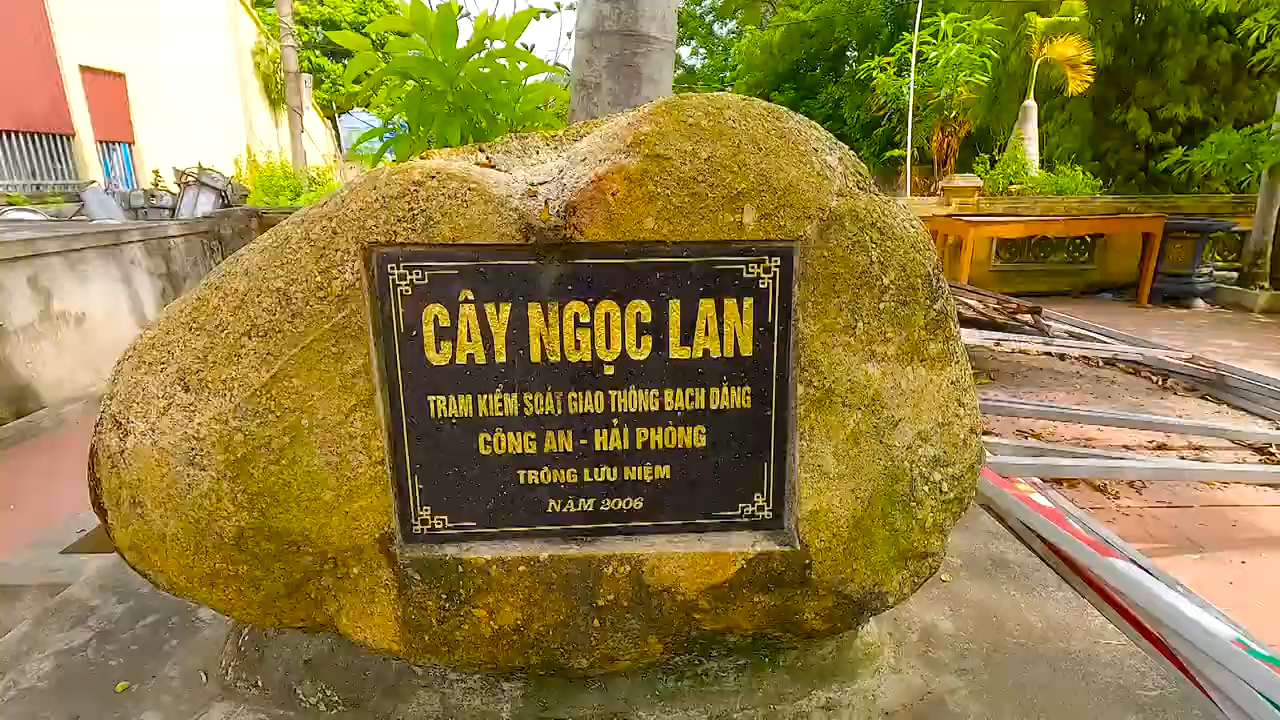 CÂY NGỌC LAN
TRẠM KIỂM SOÁT GIAO THÔNG BẠCH ĐẰNG
CÔNG AN - HẢI PHÒNG
TRỒNG LƯU NIỆM
NĂM 2006